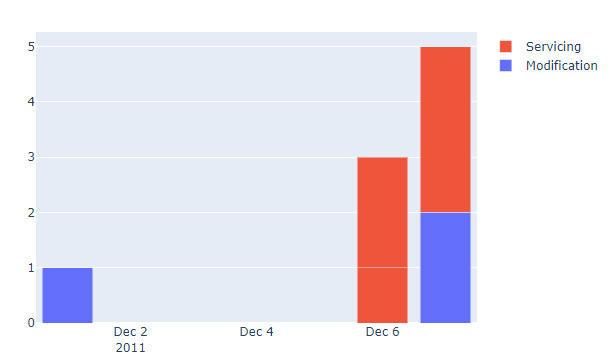 5
4
3
2
1
0
Dec 2
2011
Dec 4
Dec 6
Servicing
Modification